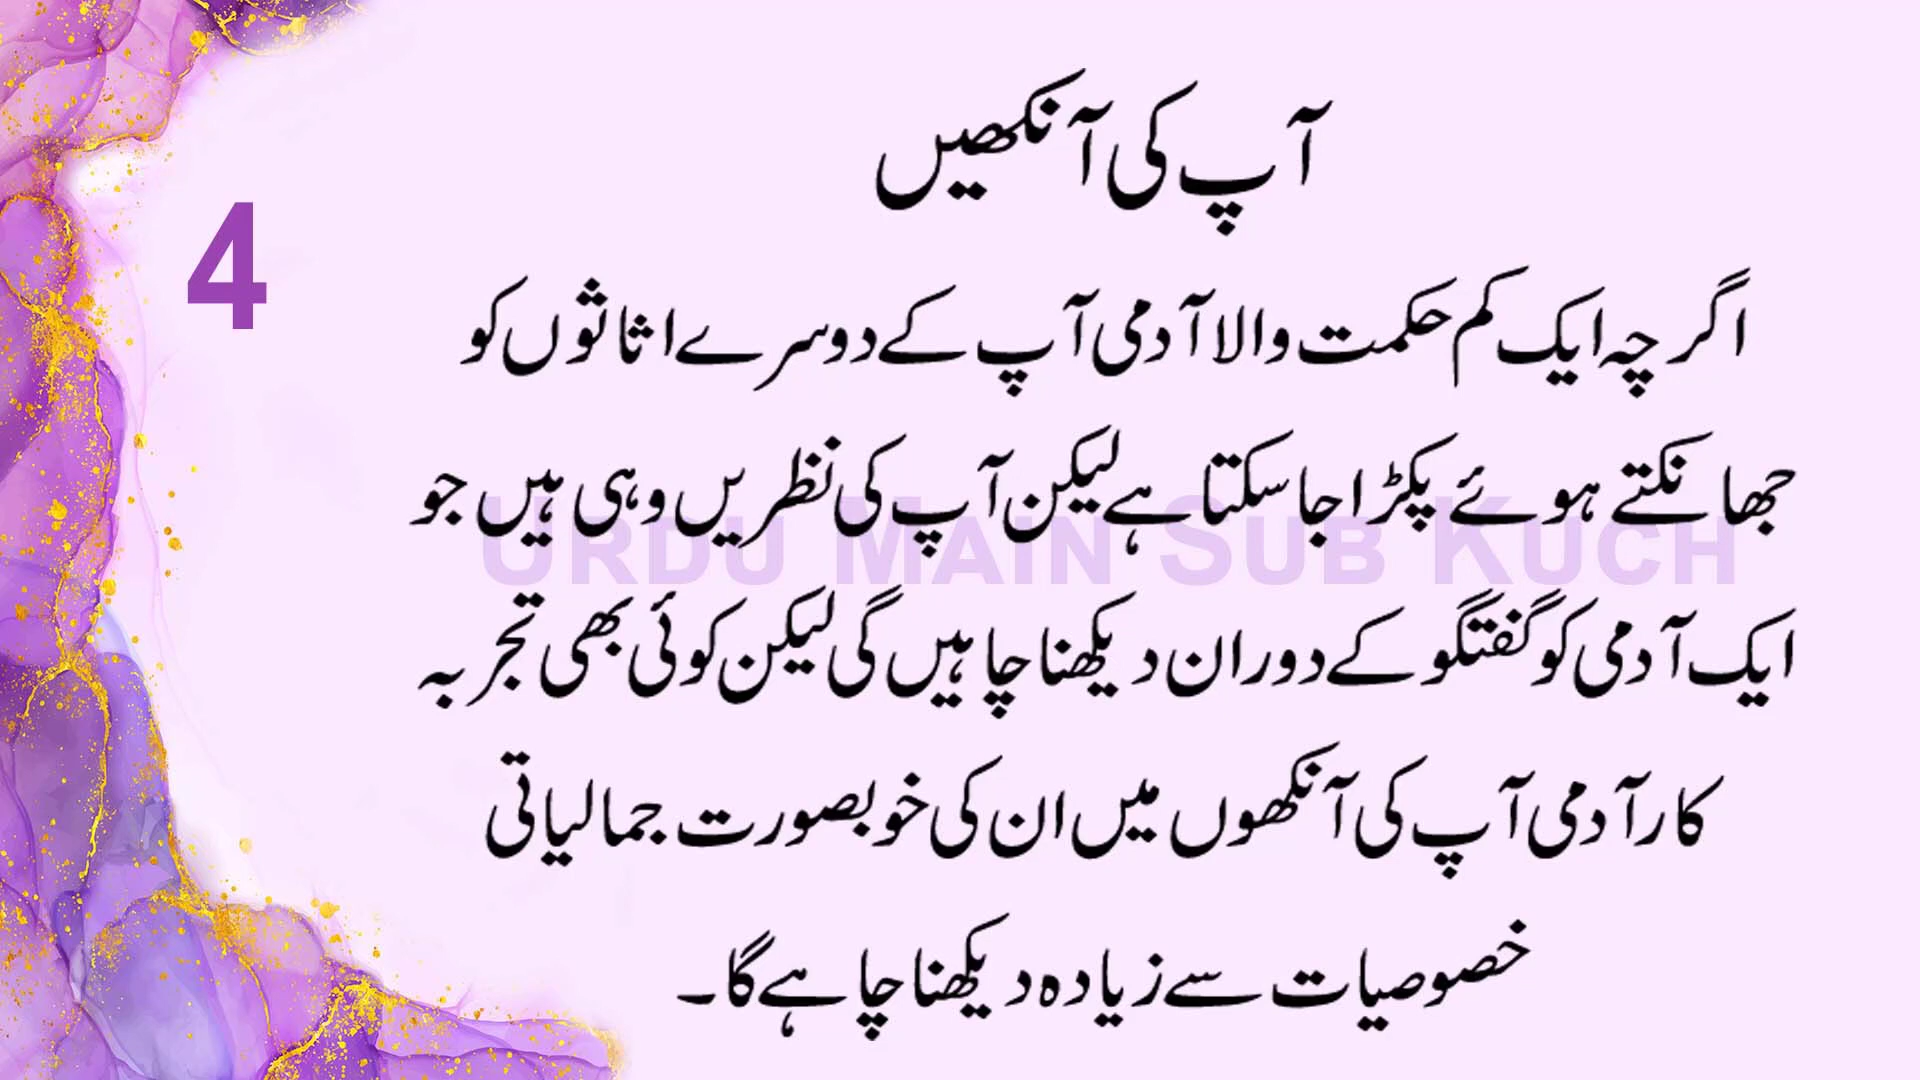 آپ کی آنکھیں
4
اگرچہ ایک کم حکمت والا آدمی آپ کے دوسرے اثاثوں کو
جھانکتے ہوئے پکڑا جا سکتا ہے لیکن آپ کی نظریں وہی ہیں جو
URDU MAIN SUB KUCH
ایک آدمی کو گفتگو کے دوران دیکھنا چاہیں گی لیکن کوئی بھی تجربہ
کار آدمی آپ کی آنکھوں میں ان کی خوبصورت جمالیاتی
خصوصیات سے زیادہ دیکھنا چاہے گا۔